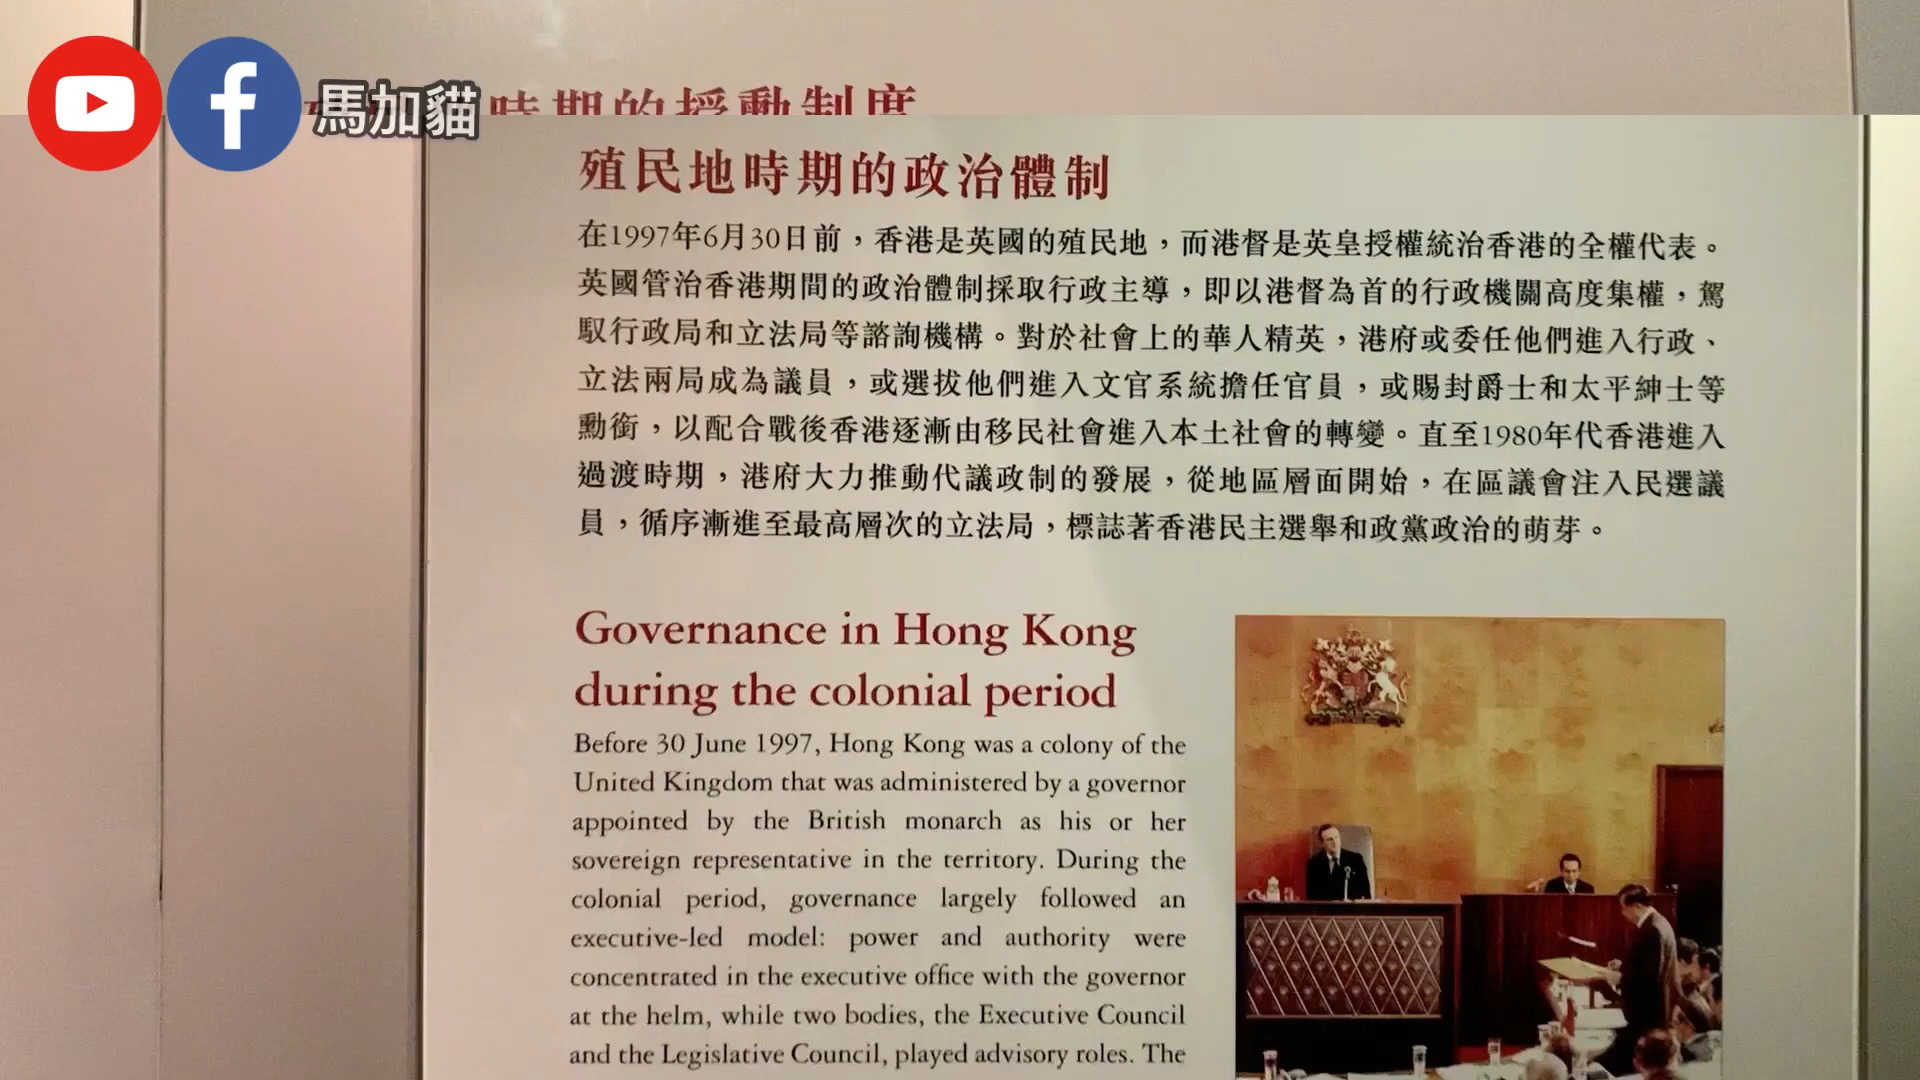 馬加貓
時期的授勳制度
殖民地時期的政治體制
在1997年6月30日前，香港是英國的殖民地，而港督是英皇授權統治香港的全權代表。
英國管治香港期間的政治體制採取行政主導，即以港督為首的行政機關高度集權，駕
馭行政局和立法局等諮詢機構。對於社會上的華人精英，港府或委任他們進入行政、
立法兩局成為議員，或選拔他們進入文官系統擔任官員，或賜封爵士和太平紳士等
勳銜，以配合戰後香港逐漸由移民社會進入本土社會的轉變。直至1980年代香港進入
過渡時期，港府大力推動代議政制的發展，從地區層面開始，在區議會注入民選議
員，循序漸進至最高層次的立法局，標誌著香港民主選舉和政黨政治的萌芽。
Governance in Hong Kong
during the colonial period
Before 30 June 1997, Hong Kong was a colony of the
United Kingdom that was administered by a governor
appointed by the British monarch as his or her
sovereign representative in the territory. During the
colonial period, governance largely followed an
executive-led model: power and authority were
concentrated in the executive office with the governor
at the helm, while two bodies, the Executive Council
and the Legislative Council, played advisory roles. The